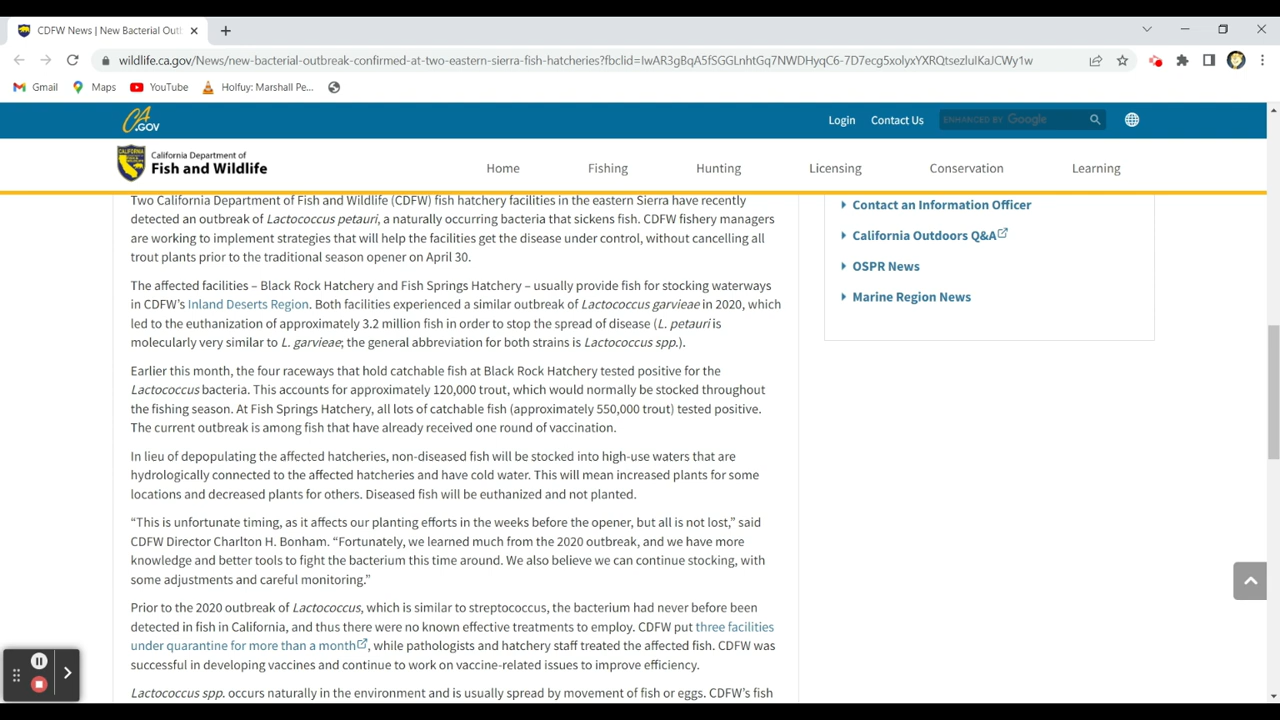 CDFW News | New Bacterial Out
wildlife.ca.gov/News/new-bacterial-outbreak-confirmed-at-two-eastern-sierra-fish-hatcheries?fbclid=IwAR3gBqA5fSGGLnhtGq7NWDHyqC6-7D7ecg5xolyxYXRQtsezluIKaJCWy1w
Gmail Maps YouTube Holfuy: Marshall Pe...
CA.GOV Login Contact Us ENHANCED BY Google
CALIFORNIA
California Department of
Fish and Wildlife
Home Fishing Hunting Licensing Conservation Learning
Two California Department of Fish and Wildlife (CDFW) fish hatchery facilities in the eastern Sierra have recently
detected an outbreak of Lactococcus petauri, a naturally occurring bacteria that sickens fish. CDFW fishery managers
are working to implement strategies that will help the facilities get the disease under control, without cancelling all
trout plants prior to the traditional season opener on April 30.
The affected facilities – Black Rock Hatchery and Fish Springs Hatchery – usually provide fish for stocking waterways
in CDFW’s Inland Deserts Region. Both facilities experienced a similar outbreak of Lactococcus garvieae in 2020, which
led to the euthanization of approximately 3.2 million fish in order to stop the spread of disease (L. petauri is
molecularly very similar to L. garvieae; the general abbreviation for both strains is Lactococcus spp.).
Earlier this month, the four raceways that hold catchable fish at Black Rock Hatchery tested positive for the
Lactococcus bacteria. This accounts for approximately 120,000 trout, which would normally be stocked throughout
the fishing season. At Fish Springs Hatchery, all lots of catchable fish (approximately 550,000 trout) tested positive.
The current outbreak is among fish that have already received one round of vaccination.
In lieu of depopulating the affected hatcheries, non-diseased fish will be stocked into high-use waters that are
hydrologically connected to the affected hatcheries and have cold water. This will mean increased plants for some
locations and decreased plants for others. Diseased fish will be euthanized and not planted.
“This is unfortunate timing, as it affects our planting efforts in the weeks before the opener, but all is not lost,” said
CDFW Director Charlton H. Bonham. “Fortunately, we learned much from the 2020 outbreak, and we have more
knowledge and better tools to fight the bacterium this time around. We also believe we can continue stocking, with
some adjustments and careful monitoring.”
Prior to the 2020 outbreak of Lactococcus, which is similar to streptococcus, the bacterium had never before been
detected in fish in California, and thus there were no known effective treatments to employ. CDFW put three facilities
under quarantine for more than a month, while pathologists and hatchery staff treated the affected fish. CDFW was
successful in developing vaccines and continue to work on vaccine-related issues to improve efficiency.
Lactococcus spp. occurs naturally in the environment and is usually spread by movement of fish or eggs. CDFW’s fish
Contact an Information Officer
California Outdoors Q&A
OSPR News
Marine Region News